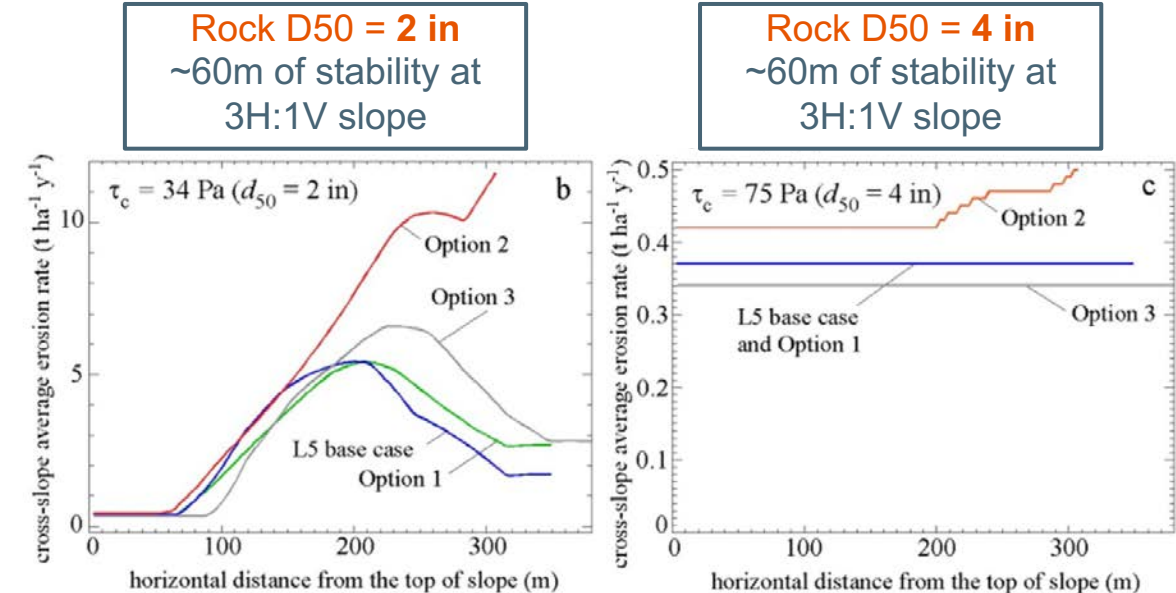 Rock D50 = 2 in
~60m of stability at
3H:1V slope
Rock D50 = 4 in
~60m of stability at
3H:1V slope
cross-slope average erosion rate (t ha⁻¹ y⁻¹)
τc = 34 Pa (d50 = 2 in)
b
10
5
0
Option 2
Option 3
L5 base case
Option 1
0
100
200
300
horizontal distance from the top of slope (m)
cross-slope average erosion rate (t ha⁻¹ y⁻¹)
τc = 75 Pa (d50 = 4 in)
c
0.5
0.4
0.3
0.2
0.1
0
Option 2
L5 base case
and Option 1
Option 3
0
100
200
300
horizontal distance from the top of slope (m)